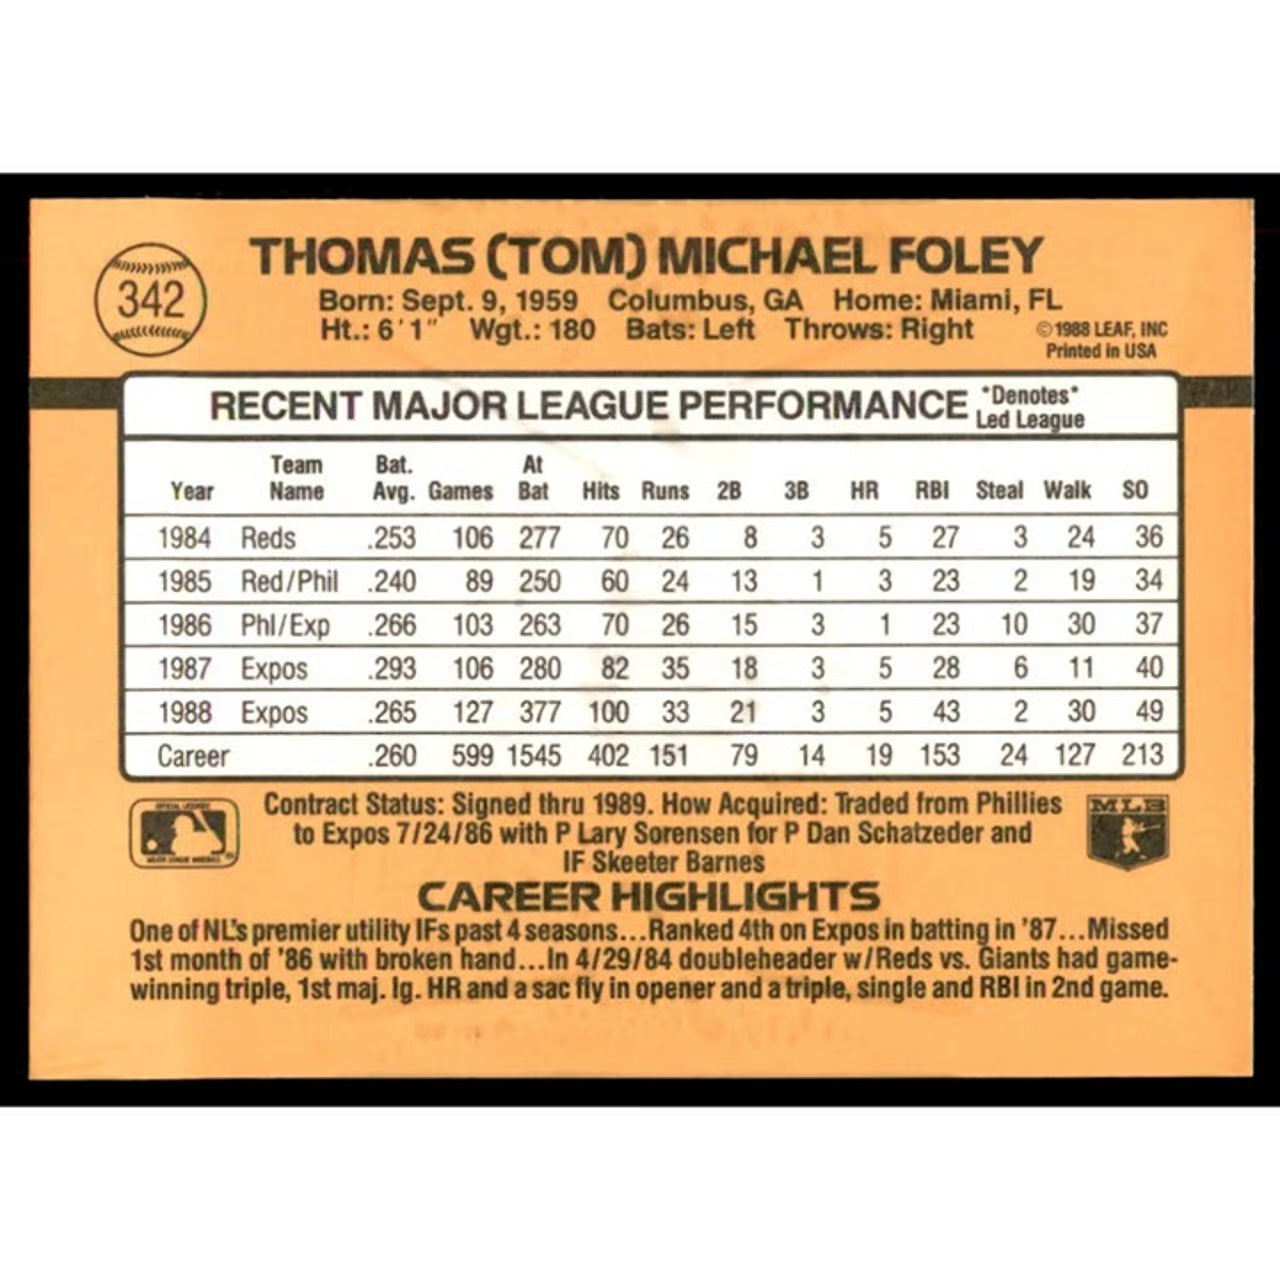 342
THOMAS (TOM) MICHAEL FOLEY
Born: Sept. 9, 1959 Columbus, GA Home: Miami, FL
Ht.: 6'1" Wgt.: 180 Bats: Left Throws: Right
©1988 LEAF, INC
Printed in USA
RECENT MAJOR LEAGUE PERFORMANCE *Denotes*
Led League
Year Team Name Bat. Avg. Games At Bat Hits Runs 2B 3B HR RBI Steal Walk SO
1984 Reds .253 106 277 70 26 8 3 5 27 3 24 36
1985 Red/Phil .240 89 250 60 24 13 1 3 23 2 19 34
1986 Phl/Exp .266 103 263 70 26 15 3 1 23 10 30 37
1987 Expos .293 106 280 82 35 18 3 5 28 6 11 40
1988 Expos .265 127 377 100 33 21 3 5 43 2 30 49
Career .260 599 1545 402 151 79 14 19 153 24 127 213
Contract Status: Signed thru 1989. How Acquired: Traded from Phillies
to Expos 7/24/86 with P Lary Sorensen for P Dan Schatzeder and
IF Skeeter Barnes
MLB
CAREER HIGHLIGHTS
One of NL's premier utility IFs past 4 seasons...Ranked 4th on Expos in batting in '87...Missed
1st month of '86 with broken hand...In 4/29/84 doubleheader w/Reds vs. Giants had game-
winning triple, 1st maj. lg. HR and a sac fly in opener and a triple, single and RBI in 2nd game.